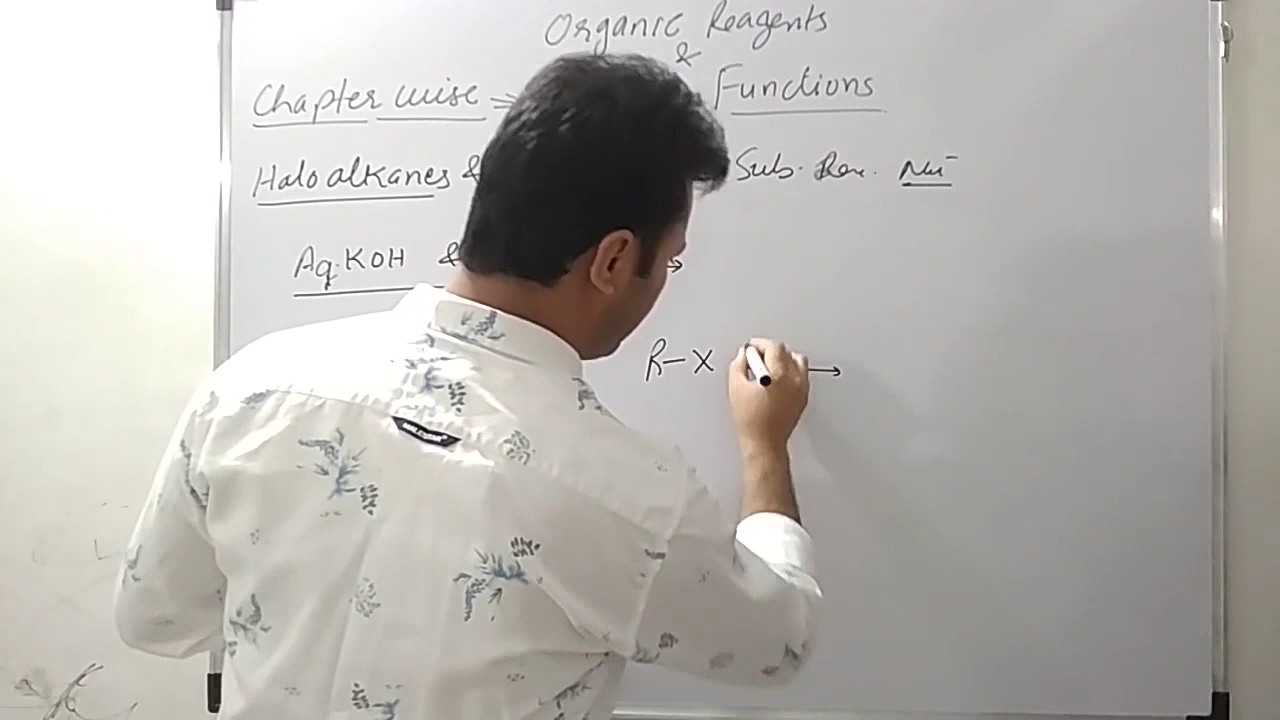 Organic Reagents
&
Chapter wise ⇒ Functions
Halo alkanes & Sub. Rex. Nu⁻
Aq. KOH & →
R-X →